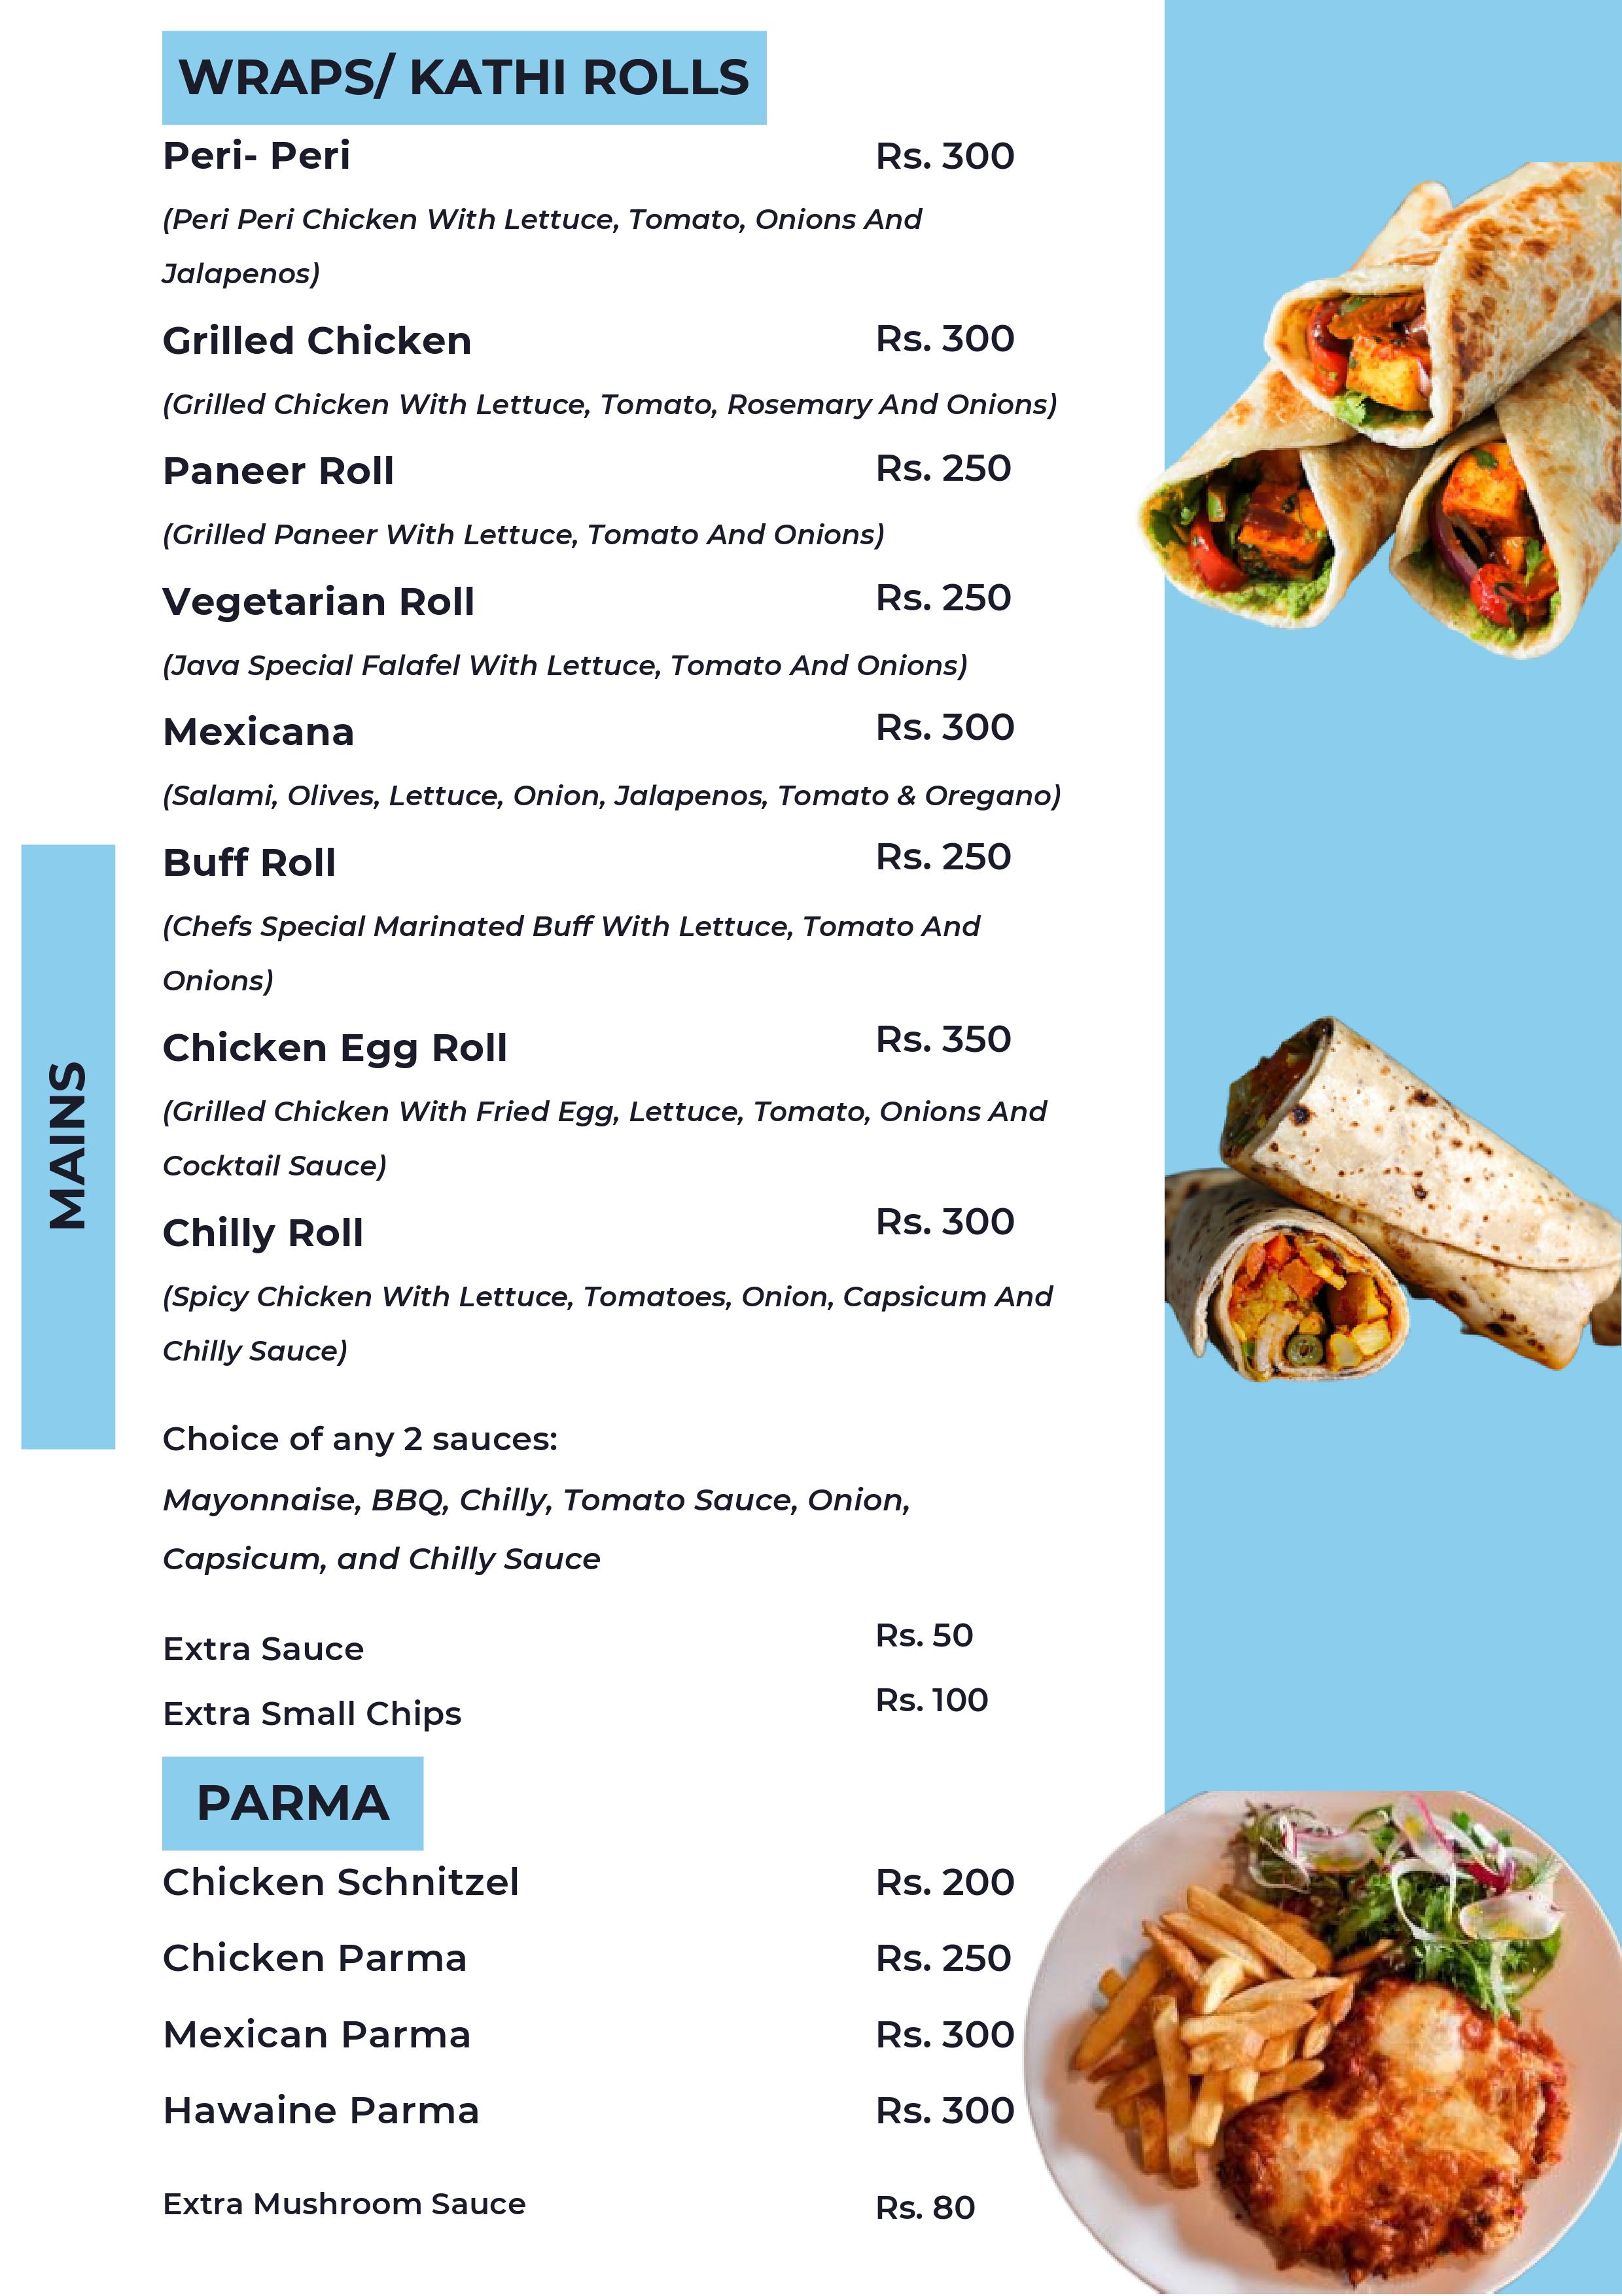 WRAPS/ KATHI ROLLS
Peri- Peri Rs. 300
(Peri Peri Chicken With Lettuce, Tomato, Onions And
Jalapenos)
Grilled Chicken Rs. 300
(Grilled Chicken With Lettuce, Tomato, Rosemary And Onions)
Paneer Roll Rs. 250
(Grilled Paneer With Lettuce, Tomato And Onions)
Vegetarian Roll Rs. 250
(Java Special Falafel With Lettuce, Tomato And Onions)
Mexicana Rs. 300
(Salami, Olives, Lettuce, Onion, Jalapenos, Tomato & Oregano)
Buff Roll Rs. 250
(Chefs Special Marinated Buff With Lettuce, Tomato And
Onions)
Chicken Egg Roll Rs. 350
(Grilled Chicken With Fried Egg, Lettuce, Tomato, Onions And
Cocktail Sauce)
Chilly Roll Rs. 300
(Spicy Chicken With Lettuce, Tomatoes, Onion, Capsicum And
Chilly Sauce)
MAINS
Choice of any 2 sauces:
Mayonnaise, BBQ, Chilly, Tomato Sauce, Onion,
Capsicum, and Chilly Sauce
Extra Sauce Rs. 50
Extra Small Chips Rs. 100
PARMA
Chicken Schnitzel Rs. 200
Chicken Parma Rs. 250
Mexican Parma Rs. 300
Hawaine Parma Rs. 300
Extra Mushroom Sauce Rs. 80